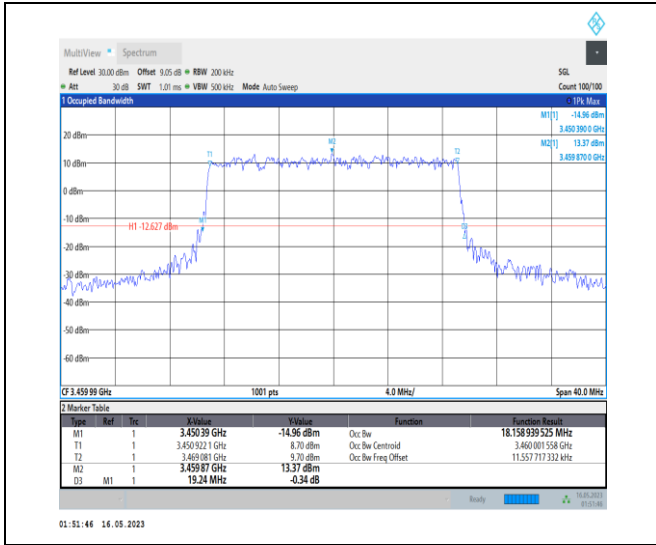 MultiView Spectrum
Ref Level 30.00 dBm Offset 9.05 dB RBW 200 kHz SGL
Att 30 dB SWT 1.01 ms VBW 500 kHz Mode Auto Sweep Count 100/100
1 Occupied Bandwidth 1Pk Max
M1[1] -14.96 dBm
3.450 390 0 GHz
M2[1] 13.37 dBm
3.459 870 0 GHz
20 dBm
M2
T1
T2
10 dBm
0 dBm
-10 dBm
H1 -12.627 dBm
-30 dBm
-40 dBm
-50 dBm
-60 dBm
CF 3.459 99 GHz 1001 pts 4.0 MHz/ Span 40.0 MHz
2 Marker Table
Type Ref Trc X-Value Y-Value Function Function Result
M1 1 3.450 39 GHz -14.96 dBm Occ Bw 18.158 939 525 MHz
T1 1 3.450 922 1 GHz 8.70 dBm Occ Bw Centroid 3.460 001 558 GHz
T2 1 3.469 081 GHz 9.70 dBm Occ Bw Freq Offset 11.557 717 332 kHz
M2 1 3.459 87 GHz 13.37 dBm
D3 M1 1 19.24 MHz -0.34 dB
Ready 16.05.2023
01:51:46
01:51:46 16.05.2023